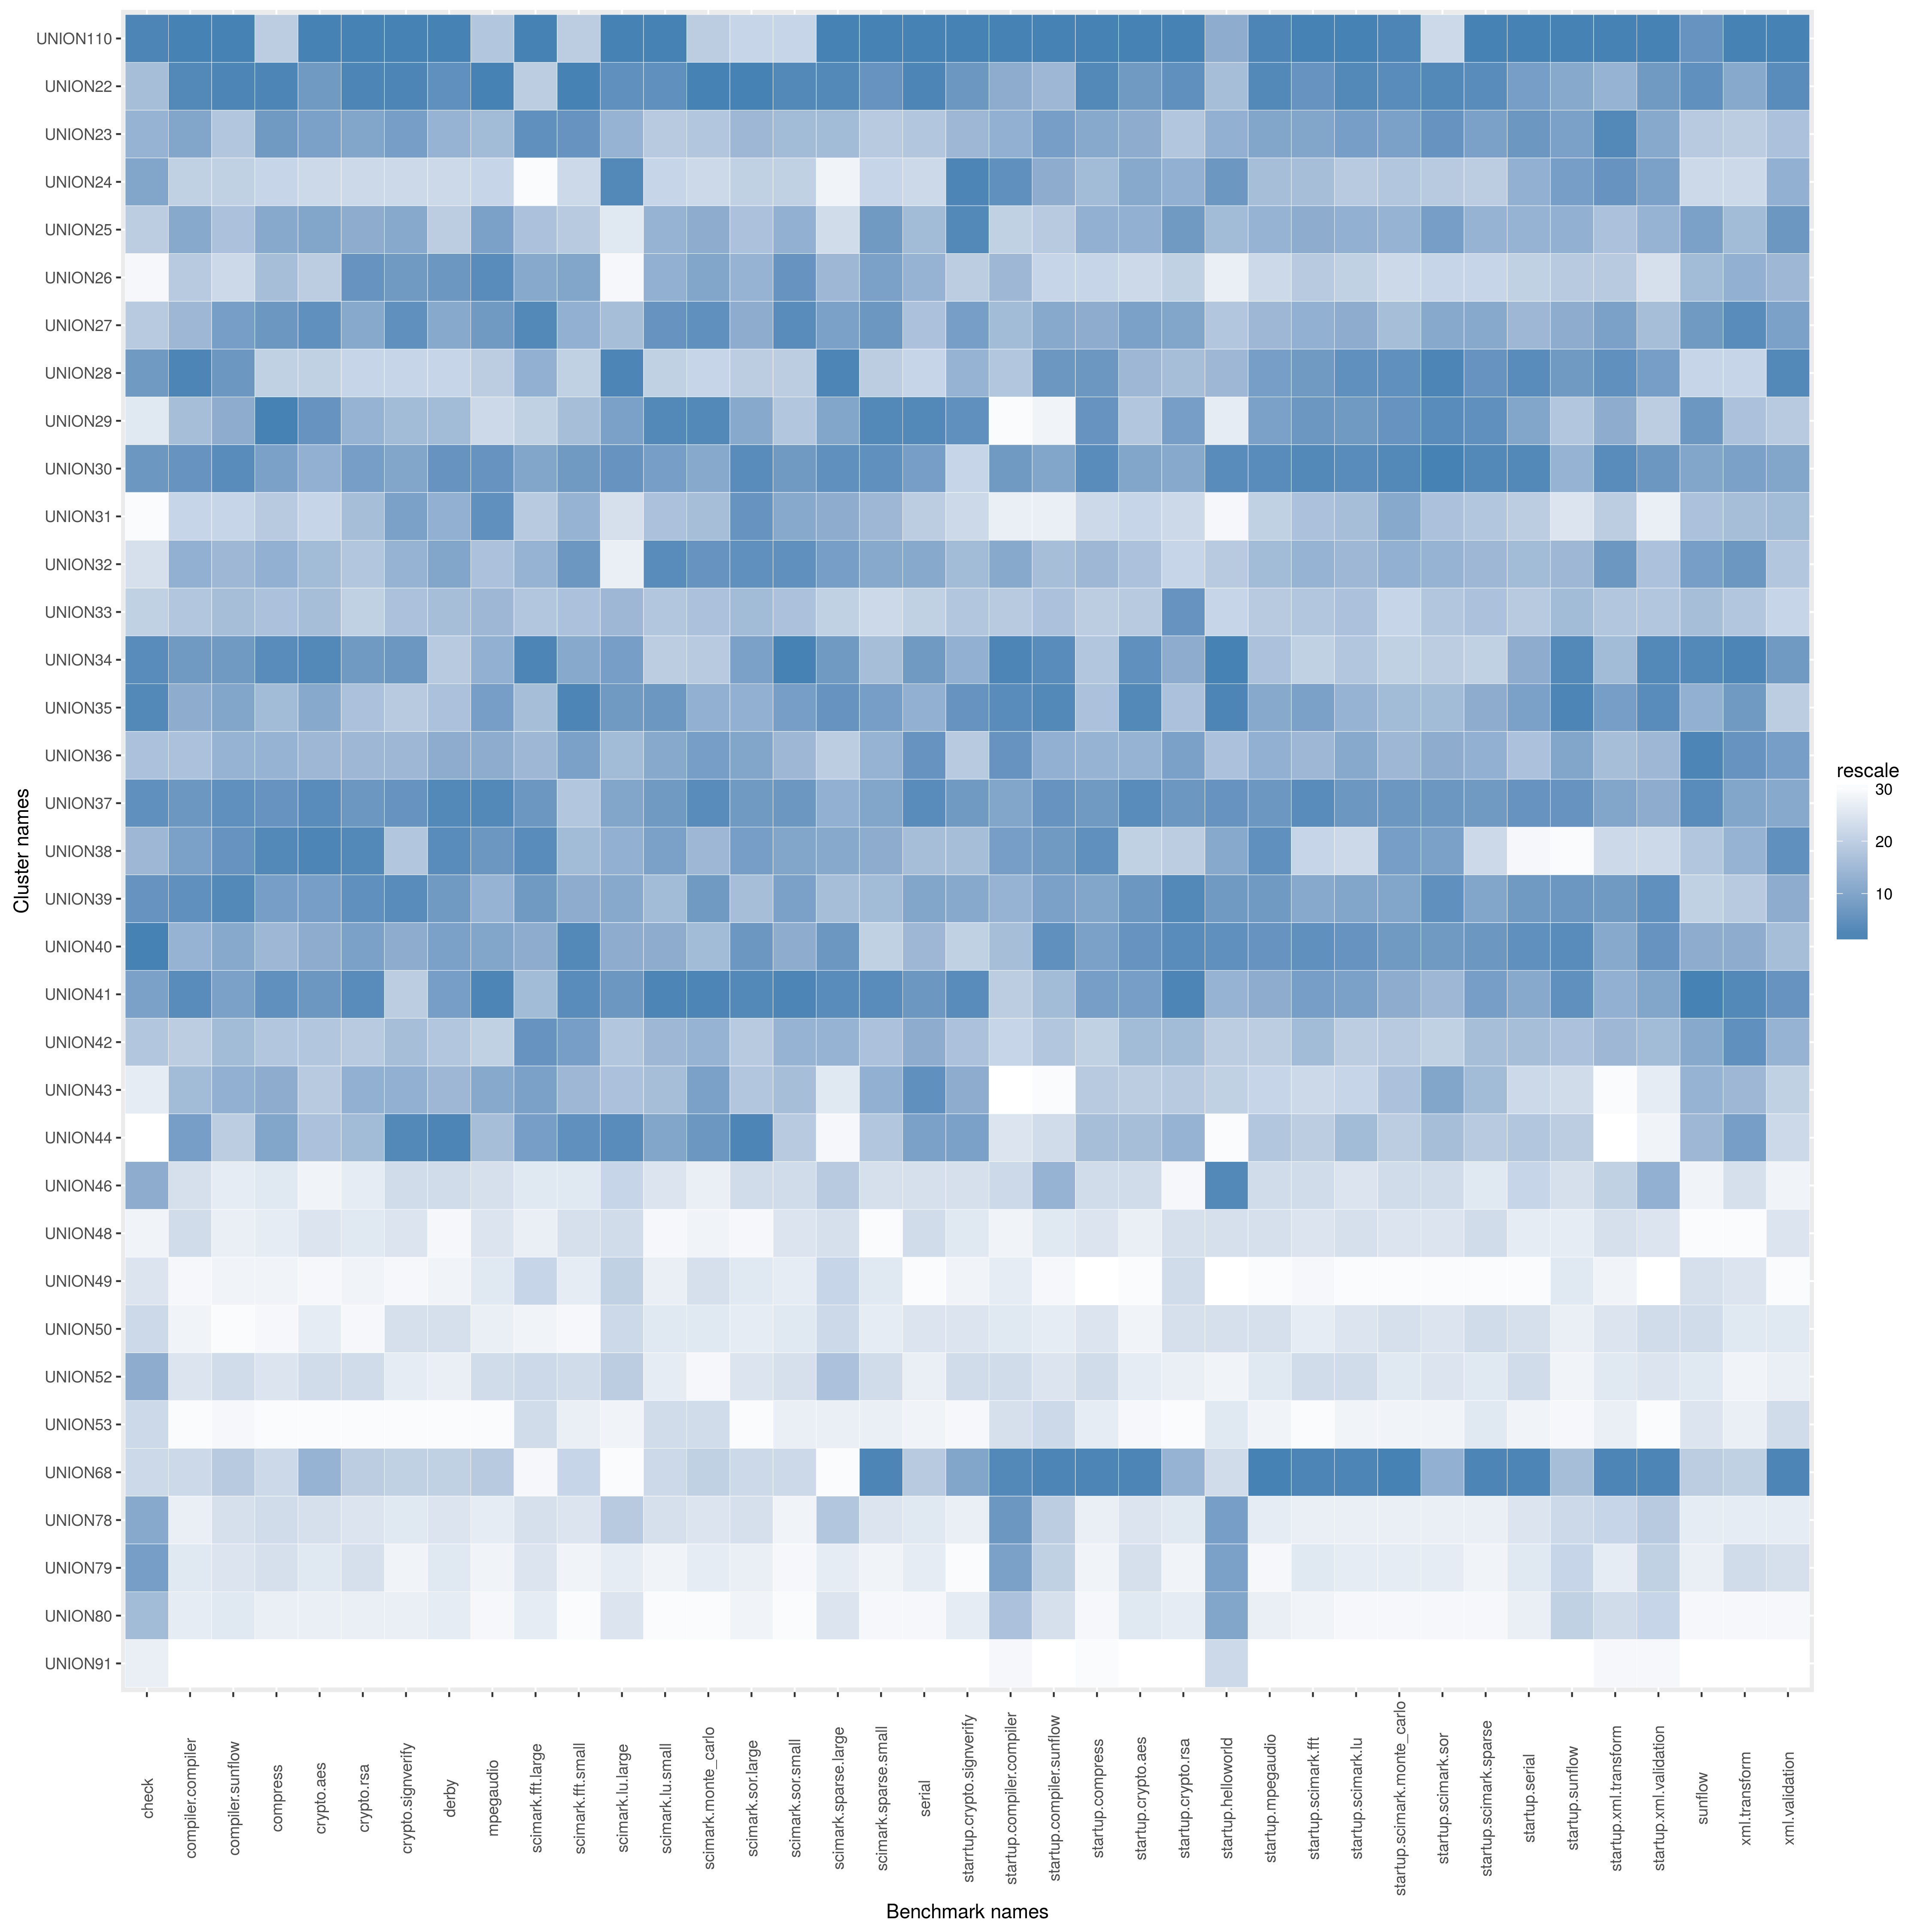 UNION110
UNION22
UNION23
UNION24
UNION25
UNION26
UNION27
UNION28
UNION29
UNION30
UNION31
UNION32
UNION33
UNION34
UNION35
UNION36
UNION37
UNION38
UNION39
UNION40
UNION41
UNION42
UNION43
UNION44
UNION46
UNION48
UNION49
UNION50
UNION52
UNION53
UNION68
UNION78
UNION79
UNION80
UNION91
Cluster names
check
compiler.compiler
compiler.sunflow
compress
crypto.aes
crypto.rsa
crypto.signverify
derby
mpegaudio
scimark.fft.large
scimark.fft.small
scimark.lu.large
scimark.lu.small
scimark.monte_carlo
scimark.sor.large
scimark.sor.small
scimark.sparse.large
scimark.sparse.small
serial
starrtup.crypto.signverify
startup.compiler.compiler
startup.compiler.sunflow
startup.compress
startup.crypto.aes
startup.crypto.rsa
startup.helloworld
startup.mpegaudio
startup.scimark.fft
startup.scimark.lu
startup.scimark.monte_carlo
startup.scimark.sor
startup.scimark.sparse
startup.serial
startup.sunflow
startup.xml.transform
startup.xml.validation
sunflow
xml.transform
xml.validation
Benchmark names
rescale
30
20
10